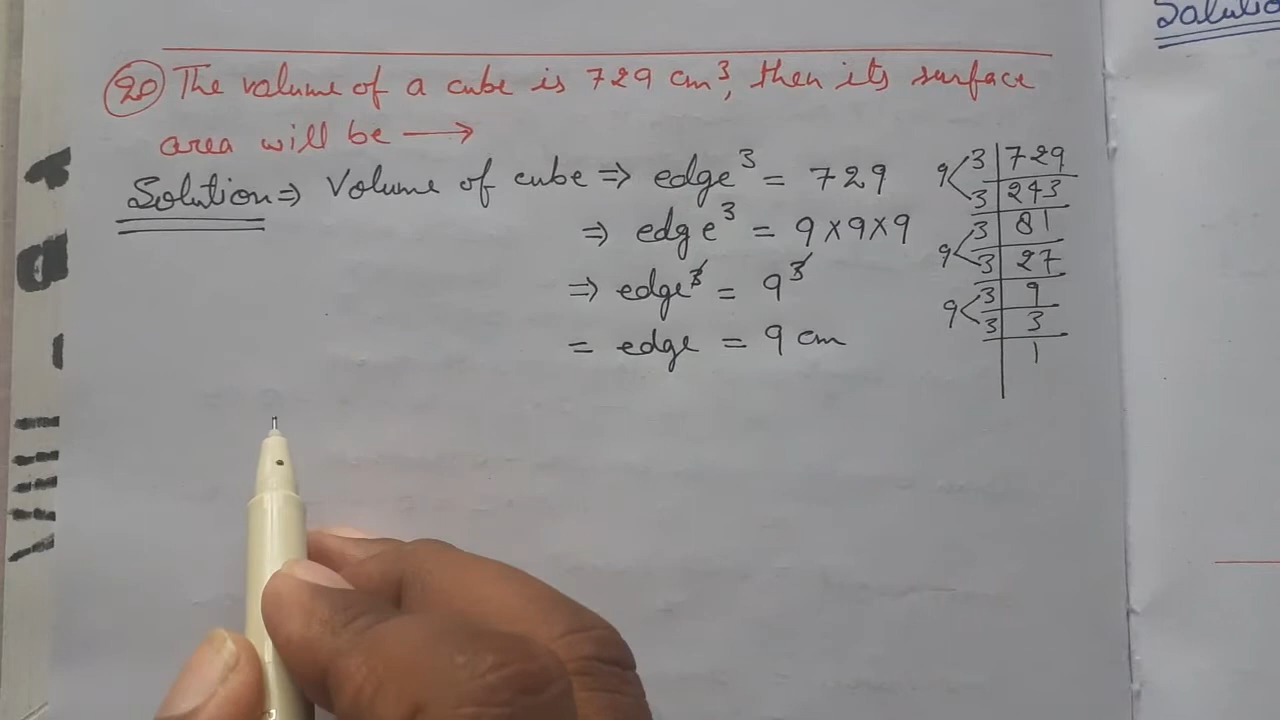 20 The volume of a cube is 729 cm³, then its surface
area will be →
Solution ⇒ Volume of cube ⇒ edge³ = 729
⇒ edge³ = 9×9×9
⇒ edge³ = 9³
= edge = 9 cm
9 < 3 | 729
3 | 243
9 < 3 | 81
3 | 27
9 < 3 | 9
3 | 3
1
Solutio